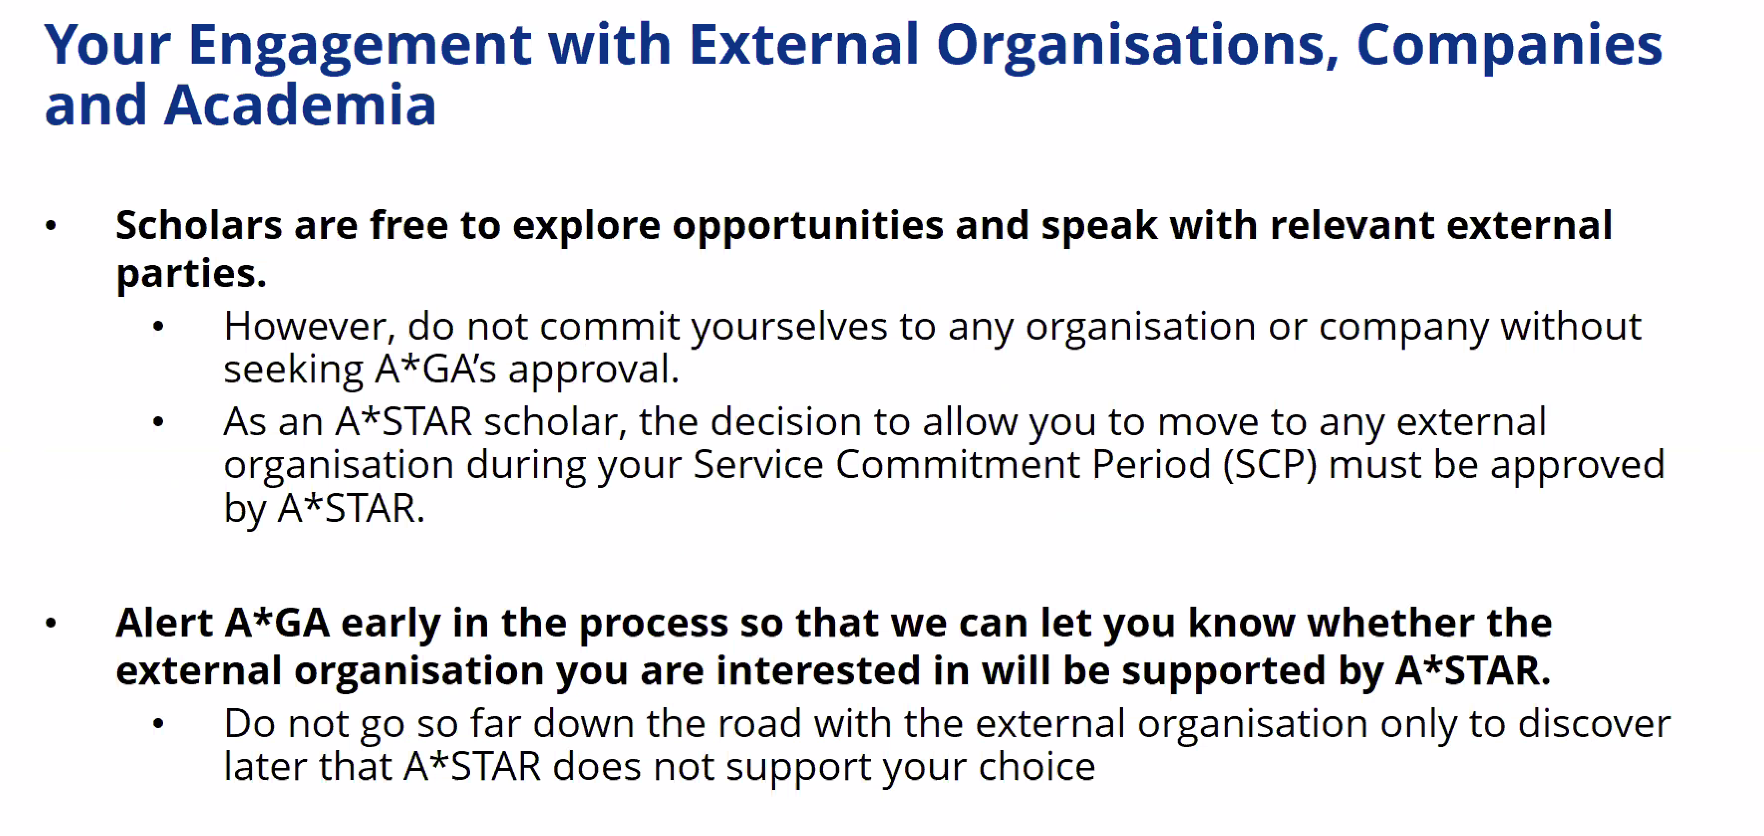 Your Engagement with External Organisations, Companies
and Academia
• Scholars are free to explore opportunities and speak with relevant external
parties.
• However, do not commit yourselves to any organisation or company without
seeking A*GA’s approval.
• As an A*STAR scholar, the decision to allow you to move to any external
organisation during your Service Commitment Period (SCP) must be approved
by A*STAR.
• Alert A*GA early in the process so that we can let you know whether the
external organisation you are interested in will be supported by A*STAR.
• Do not go so far down the road with the external organisation only to discover
later that A*STAR does not support your choice